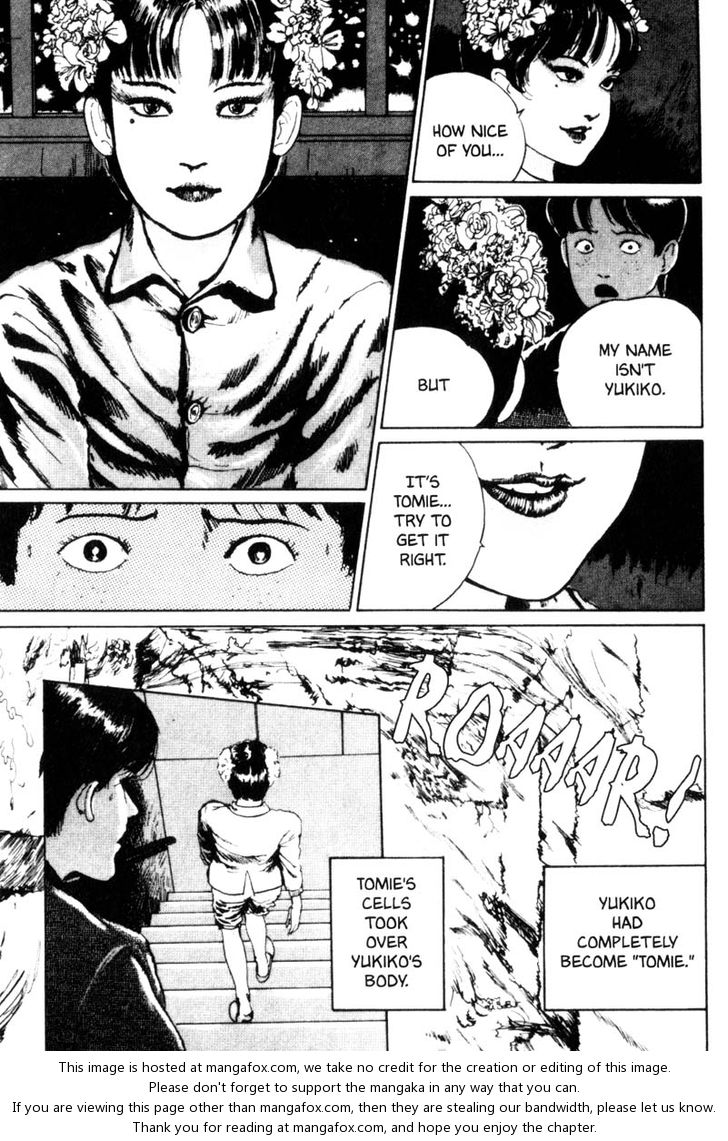 HOW NICE
OF YOU...
BUT
MY NAME
ISN'T
YUKIKO.
IT'S
TOMIE...
TRY TO
GET IT
RIGHT.
ROAAAR!
TOMIE'S
CELLS
TOOK
OVER
YUKIKO'S
BODY.
YUKIKO
HAD
COMPLETELY
BECOME "TOMIE."
This image is hosted at mangafox.com, we take no credit for the creation or editing of this image.
Please don't forget to support the mangaka in any way that you can.
If you are viewing this page other than mangafox.com, then they are stealing our bandwidth, please let us know.
Thank you for reading at mangafox.com, and hope you enjoy the chapter.